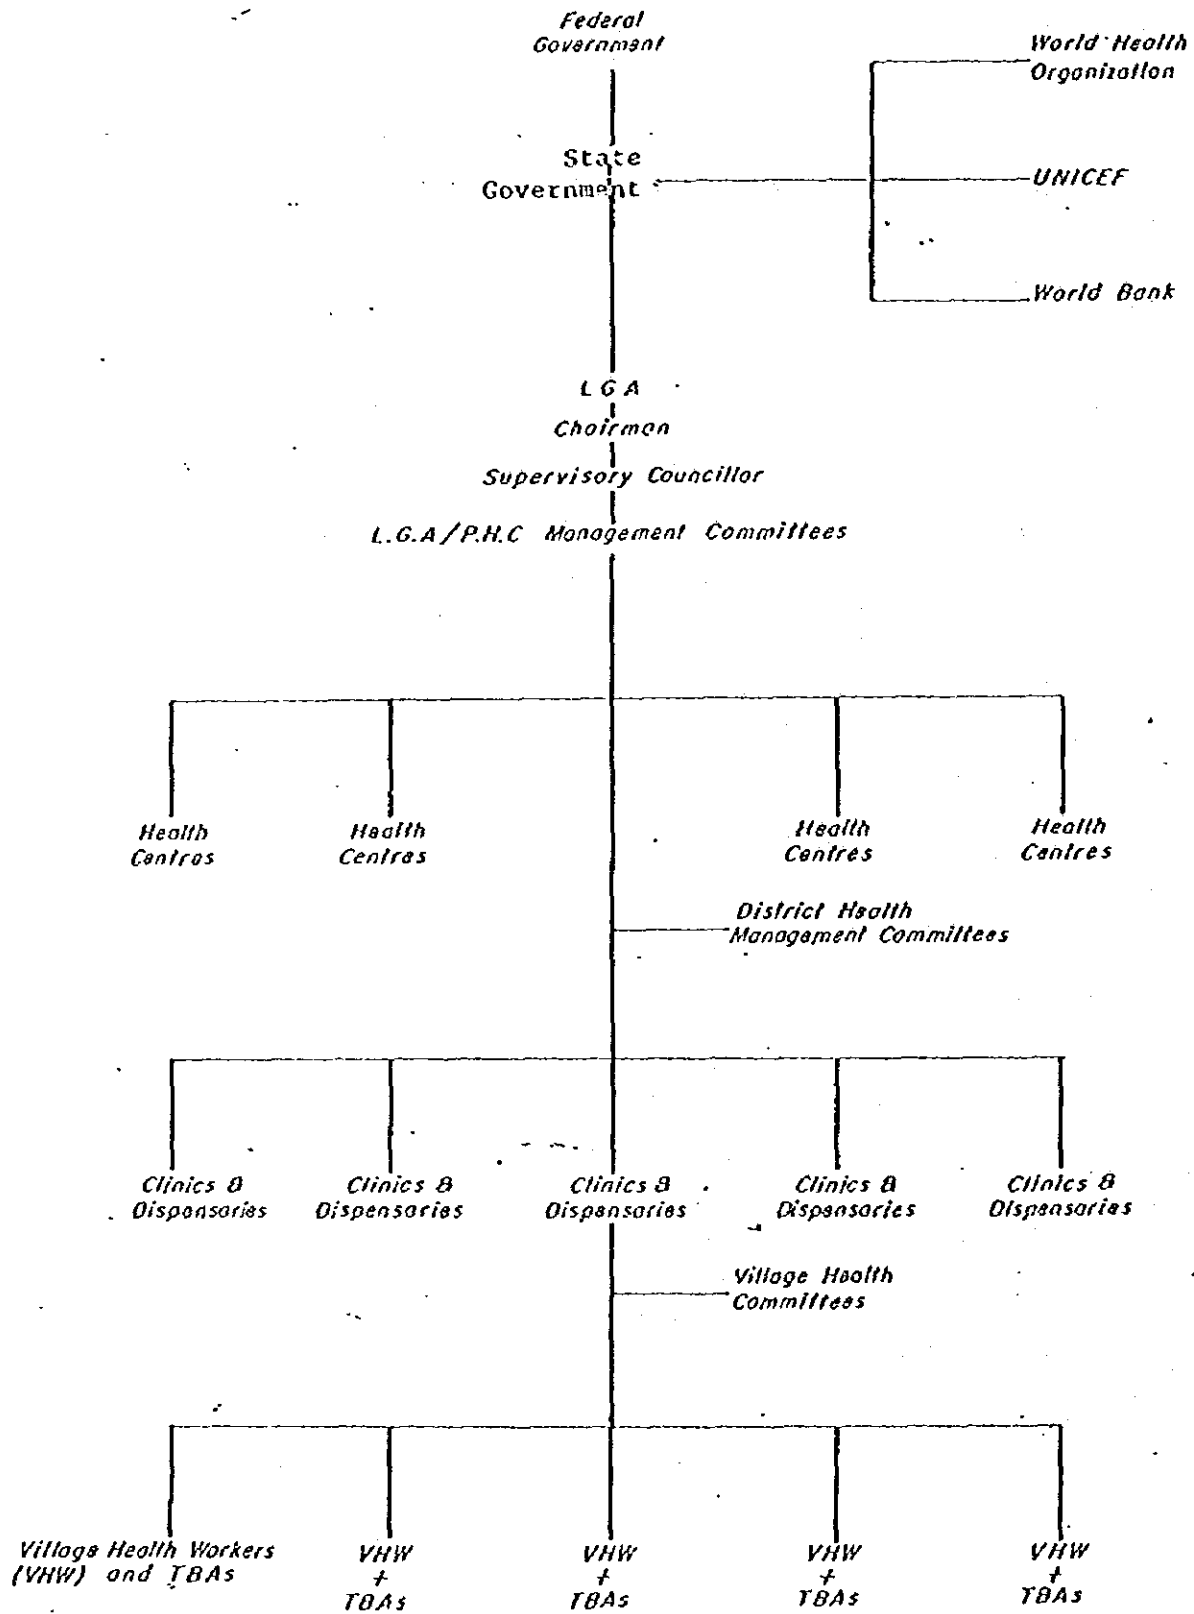 Federal
Government
World Health
Organization
State
Government
UNICEF
World Bank
L G A
Chairman
Supervisory Councillor
L.G.A/P.H.C Management Committees
Health
Centres
Health
Centres
Health
Centres
Health
Centres
District Health
Management Committees
Clinics &
Dispensaries
Clinics &
Dispensaries
Clinics &
Dispensaries
Clinics &
Dispensaries
Clinics &
Dispensaries
Village Health
Committees
Village Health Workers
(VHW) and TBAs
VHW
+
TBAs
VHW
+
TBAs
VHW
+
TBAs
VHW
+
TBAs